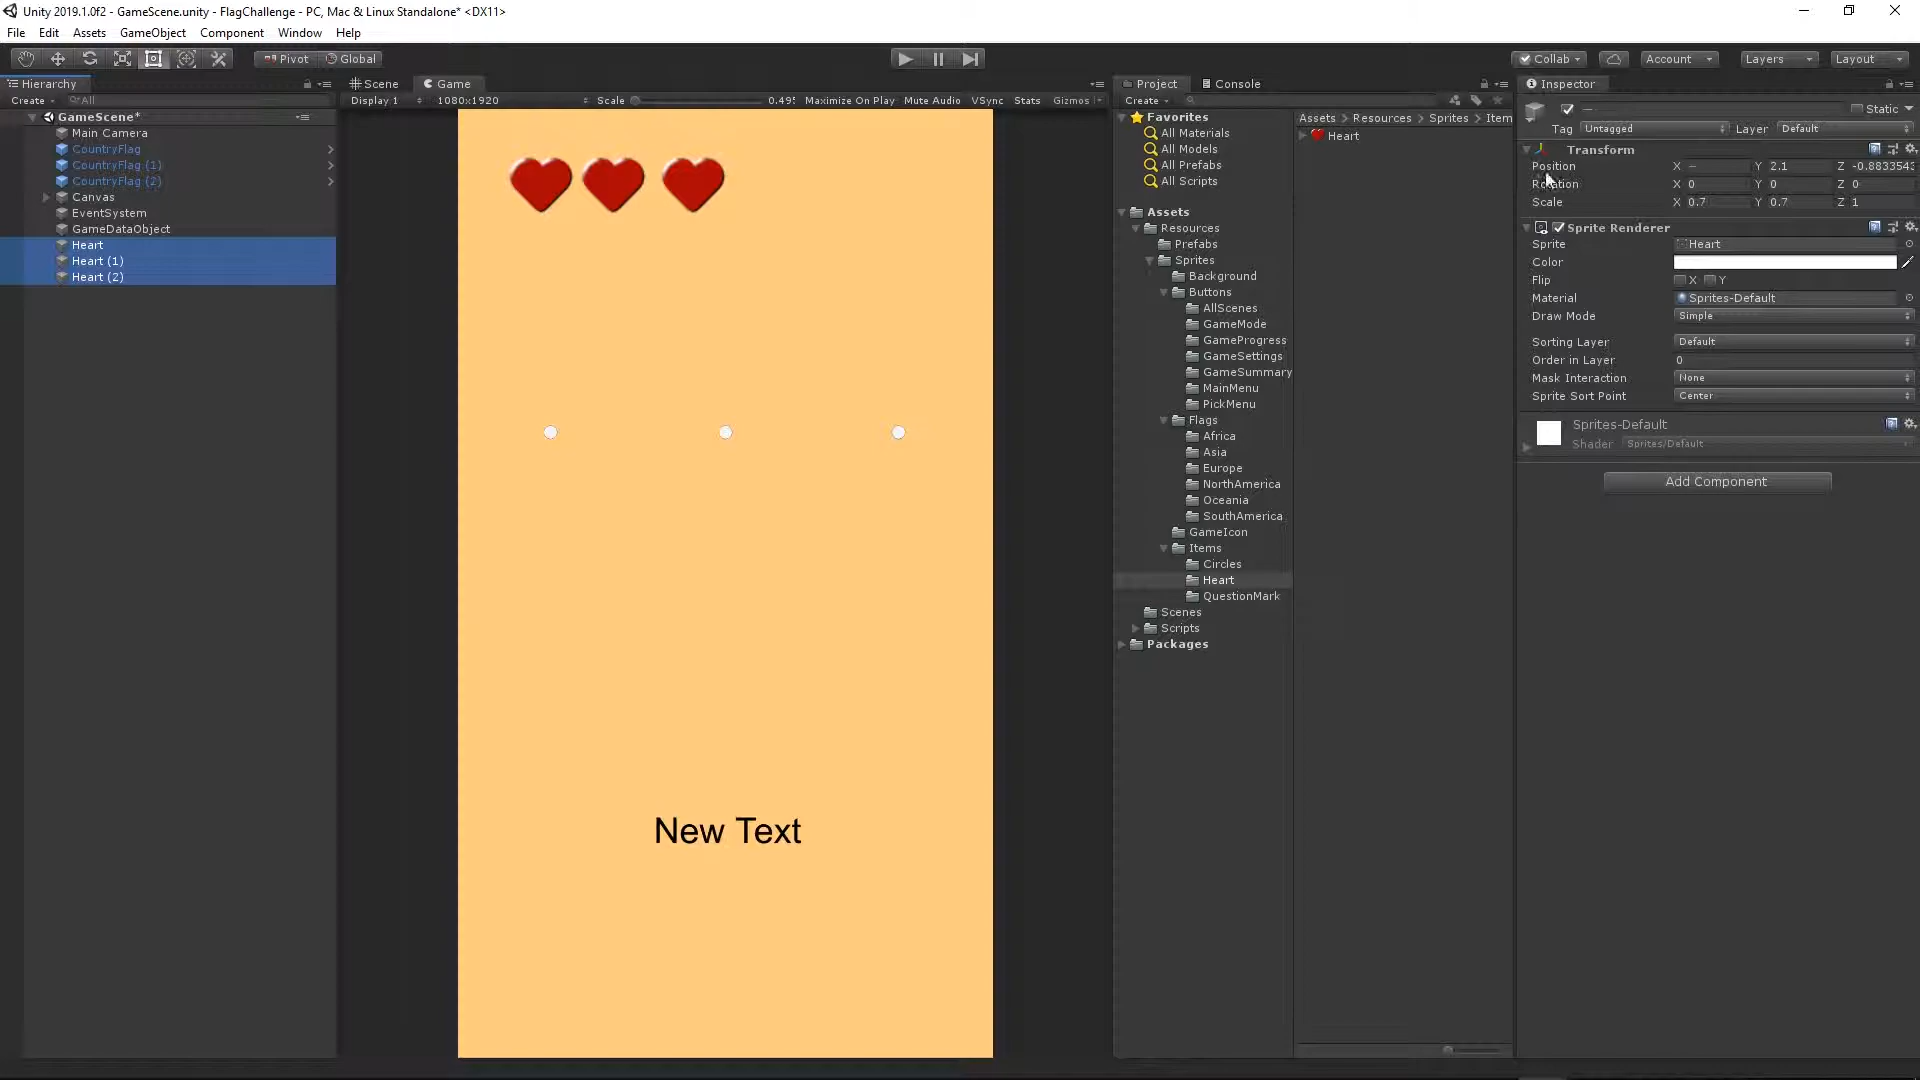 Unity 2019.1.0f2 - GameScene.unity - FlagChallenge - PC, Mac & Linux Standalone* <DX11>
File Edit Assets GameObject Component Window Help
Pivot Global Collab Account Layers Layout
Hierarchy
Create All
GameScene*
Main Camera
CountryFlag
CountryFlag (1)
CountryFlag (2)
Canvas
EventSystem
GameDataObject
Heart
Heart (1)
Heart (2)
Scene Game
Display 1 1080x1920 Scale 0.49 Maximize On Play Mute Audio VSync Stats Gizmos
New Text
Project Console
Create
Favorites
All Materials
All Models
All Prefabs
All Scripts
Assets
Resources
Prefabs
Sprites
Background
Buttons
AllScenes
GameMode
GameProgress
GameSettings
GameSummary
MainMenu
PickMenu
Flags
Africa
Asia
Europe
NorthAmerica
Oceania
SouthAmerica
GameIcon
Items
Circles
Heart
QuestionMark
Scenes
Scripts
Packages
Assets > Resources > Sprites > Item
Heart
Inspector
— Static
Tag Untagged Layer Default
Transform
Position X — Y 2.1 Z -0.8833543
Rotation X 0 Y 0 Z 0
Scale X 0.7 Y 0.7 Z 1
Sprite Renderer
Sprite Heart
Color
Flip X Y
Material Sprites-Default
Draw Mode Simple
Sorting Layer Default
Order in Layer 0
Mask Interaction None
Sprite Sort Point Center
Sprites-Default
Shader Sprites/Default
Add Component